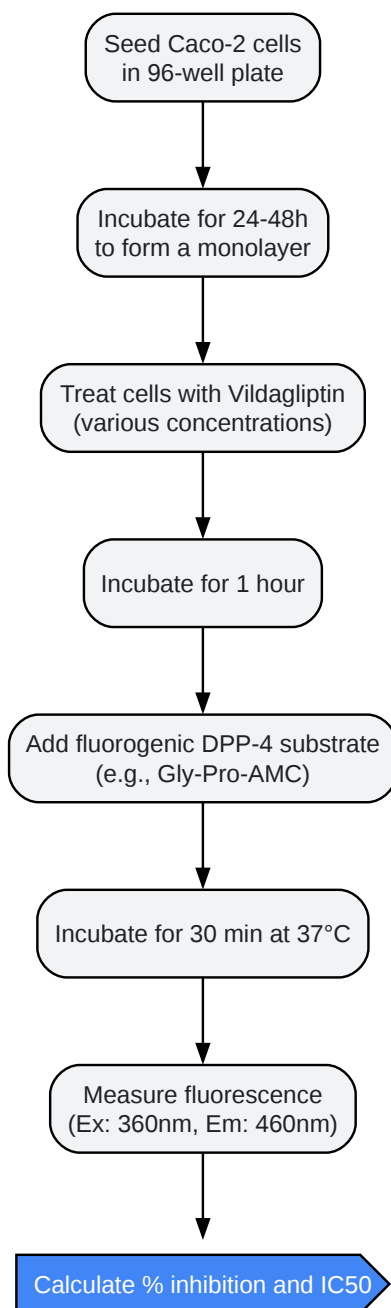 Seed Caco-2 cells
in 96-well plate
Incubate for 24-48h
to form a monolayer
Treat cells with Vildagliptin
(various concentrations)
Incubate for 1 hour
Add fluorogenic DPP-4 substrate
(e.g., Gly-Pro-AMC)
Incubate for 30 min at 37°C
Measure fluorescence
(Ex: 360nm, Em: 460nm)
Calculate % inhibition and IC50